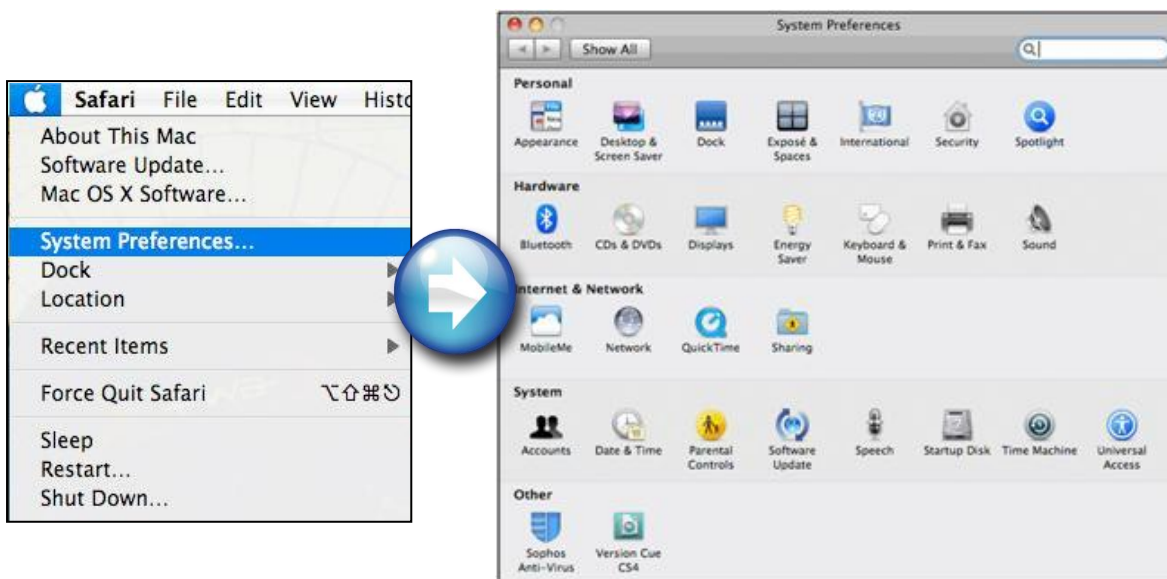 Safari File Edit View Histo
About This Mac
Software Update...
Mac OS X Software...
System Preferences...
Dock
Location
Recent Items
Force Quit Safari ⌥⇧⌘⎋
Sleep
Restart...
Shut Down...
System Preferences
Show All
Personal
Appearance Desktop & Dock Exposé & International Security Spotlight
Screen Saver Spaces
Hardware
Bluetooth CDs & DVDs Displays Energy Keyboard & Print & Fax Sound
Saver Mouse
Internet & Network
MobileMe Network QuickTime Sharing
System
Accounts Date & Time Parental Software Speech Startup Disk Time Machine Universal
Controls Update Access
Other
Sophos Version Cue
Anti-Virus CS4